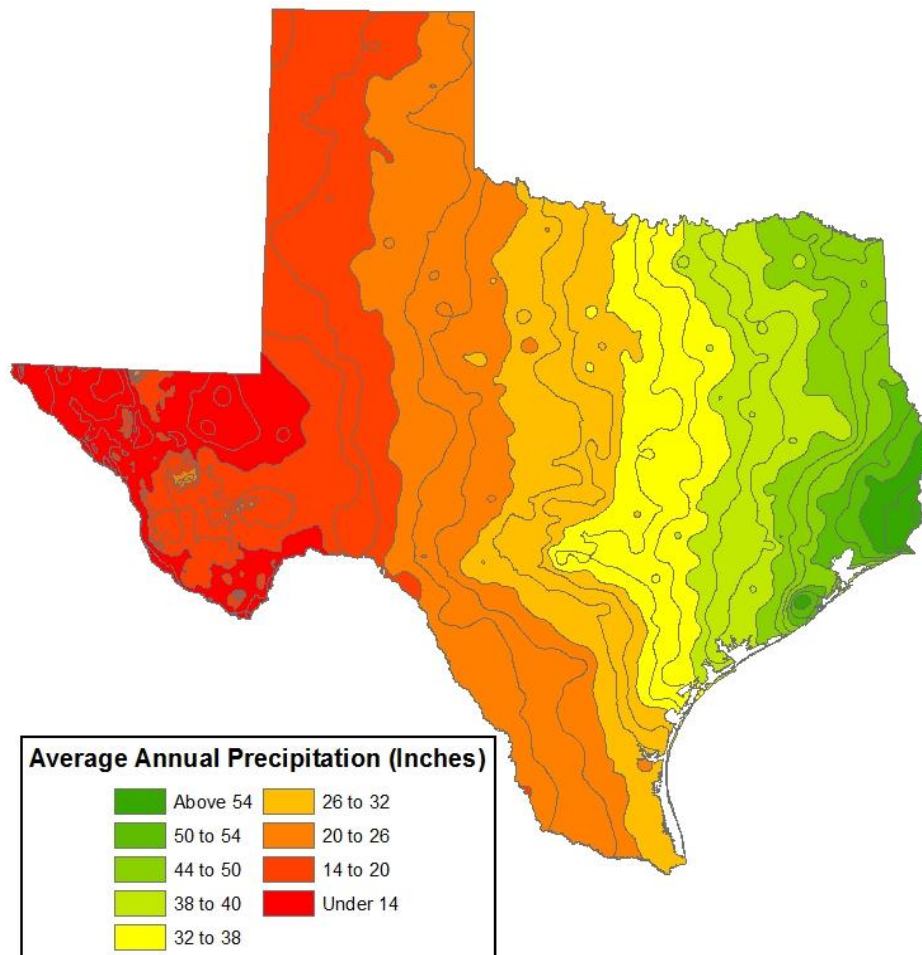 Average Annual Precipitation (Inches)
Above 54
50 to 54
44 to 50
38 to 40
32 to 38
26 to 32
20 to 26
14 to 20
Under 14